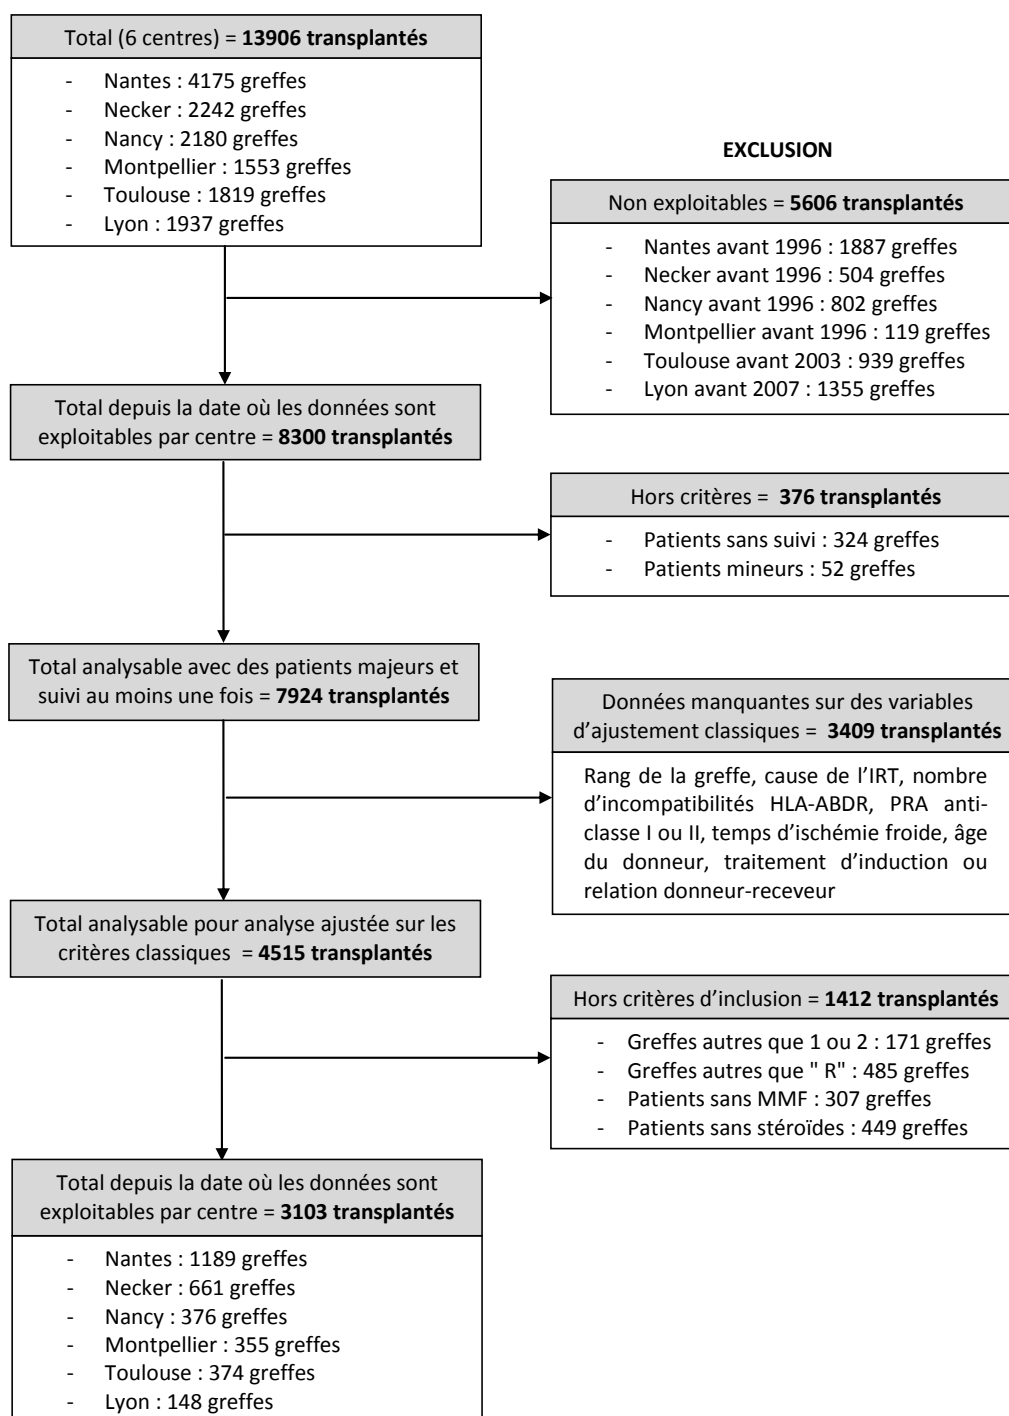 Total (6 centres) = 13906 transplantés
- Nantes : 4175 greffes
- Necker : 2242 greffes
- Nancy : 2180 greffes
- Montpellier : 1553 greffes
- Toulouse : 1819 greffes
- Lyon : 1937 greffes
EXCLUSION
Non exploitables = 5606 transplantés
- Nantes avant 1996 : 1887 greffes
- Necker avant 1996 : 504 greffes
- Nancy avant 1996 : 802 greffes
- Montpellier avant 1996 : 119 greffes
- Toulouse avant 2003 : 939 greffes
- Lyon avant 2007 : 1355 greffes
Total depuis la date où les données sont
exploitables par centre = 8300 transplantés
Hors critères = 376 transplantés
- Patients sans suivi : 324 greffes
- Patients mineurs : 52 greffes
Total analysable avec des patients majeurs et
suivi au moins une fois = 7924 transplantés
Données manquantes sur des variables
d’ajustement classiques = 3409 transplantés
Rang de la greffe, cause de l’IRT, nombre
d’incompatibilités HLA-ABDR, PRA anti-
classe I ou II, temps d’ischémie froide, âge
du donneur, traitement d’induction ou
relation donneur-receveur
Total analysable pour analyse ajustée sur les
critères classiques = 4515 transplantés
Hors critères d’inclusion = 1412 transplantés
- Greffes autres que 1 ou 2 : 171 greffes
- Greffes autres que " R" : 485 greffes
- Patients sans MMF : 307 greffes
- Patients sans stéroïdes : 449 greffes
Total depuis la date où les données sont
exploitables par centre = 3103 transplantés
- Nantes : 1189 greffes
- Necker : 661 greffes
- Nancy : 376 greffes
- Montpellier : 355 greffes
- Toulouse : 374 greffes
- Lyon : 148 greffes